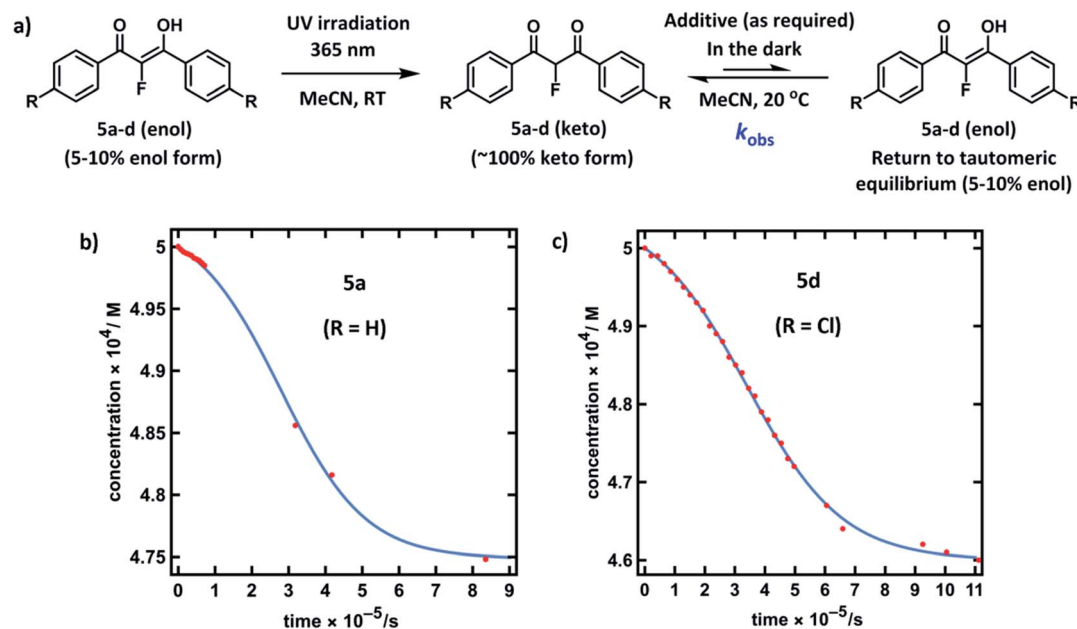 a)
O OH
F
R R
5a-d (enol)
(5-10% enol form)
UV irradiation
365 nm
MeCN, RT
O O
F
R R
5a-d (keto)
(~100% keto form)
Additive (as required)
In the dark
MeCN, 20 °C
kobs
O OH
F
R R
5a-d (enol)
Return to tautomeric
equilibrium (5-10% enol)
b)
5a
(R = H)
concentration × 10⁴/ M
5
4.95
4.9
4.85
4.8
4.75
0 1 2 3 4 5 6 7 8 9
time × 10⁻⁵/s
c)
5d
(R = Cl)
concentration × 10⁴/ M
5
4.9
4.8
4.7
4.6
0 1 2 3 4 5 6 7 8 9 10 11
time × 10⁻⁵/s